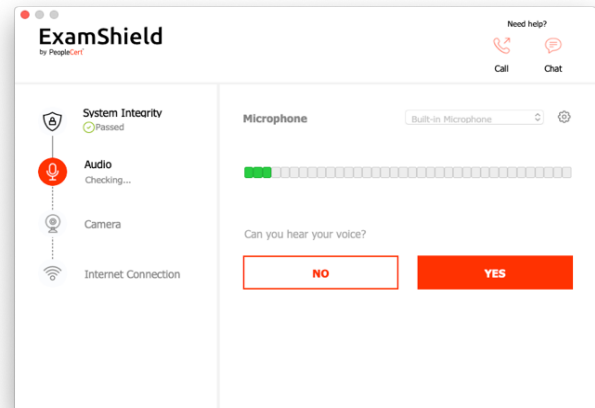 ExamShield
by PeopleCert
Need help?
Call
Chat
System Integrity
Passed
Audio
Checking...
Camera
Internet Connection
Microphone
Built-in Microphone
Can you hear your voice?
NO
YES